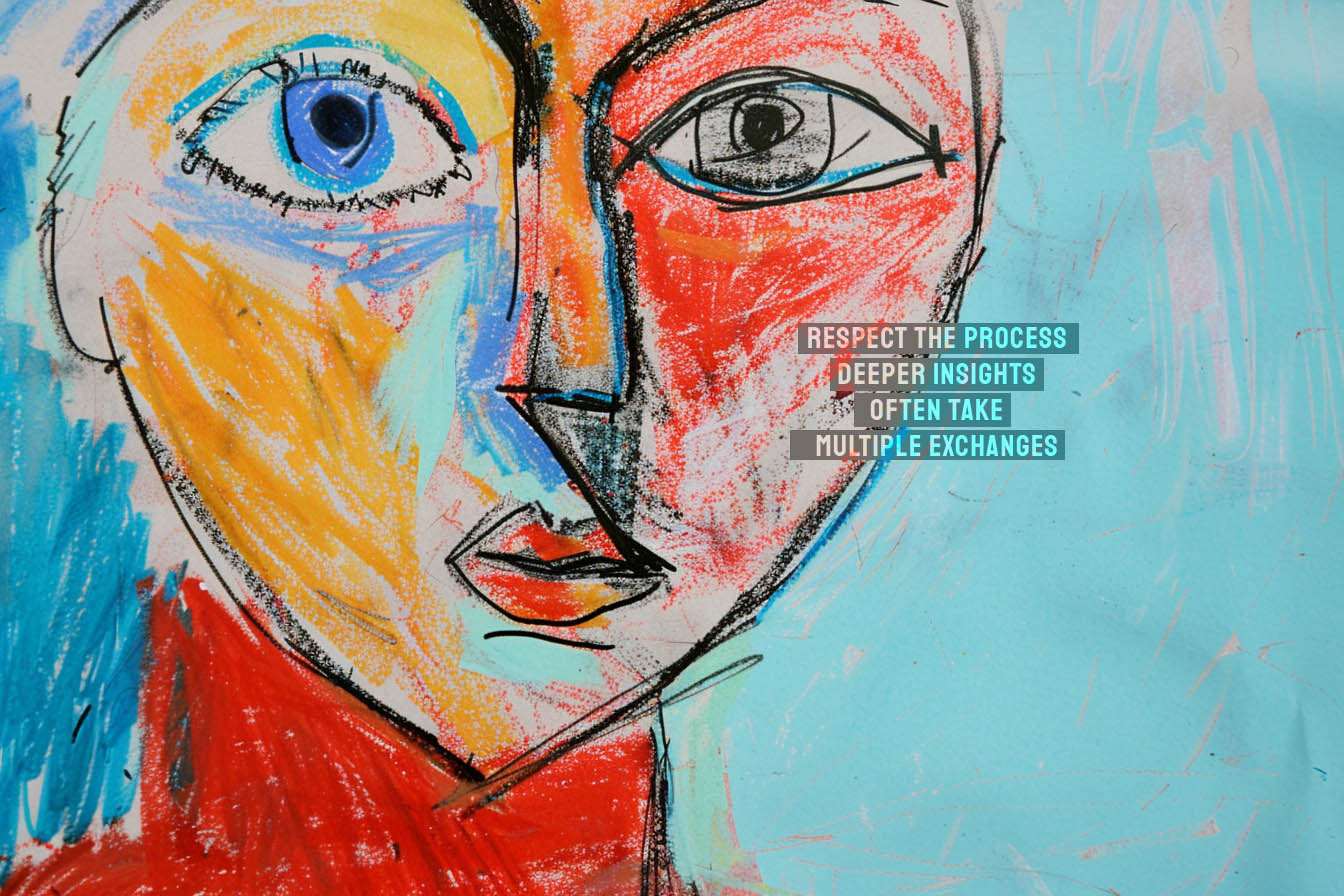 RESPECT THE PROCESS
DEEPER INSIGHTS
OFTEN TAKE
MULTIPLE EXCHANGES